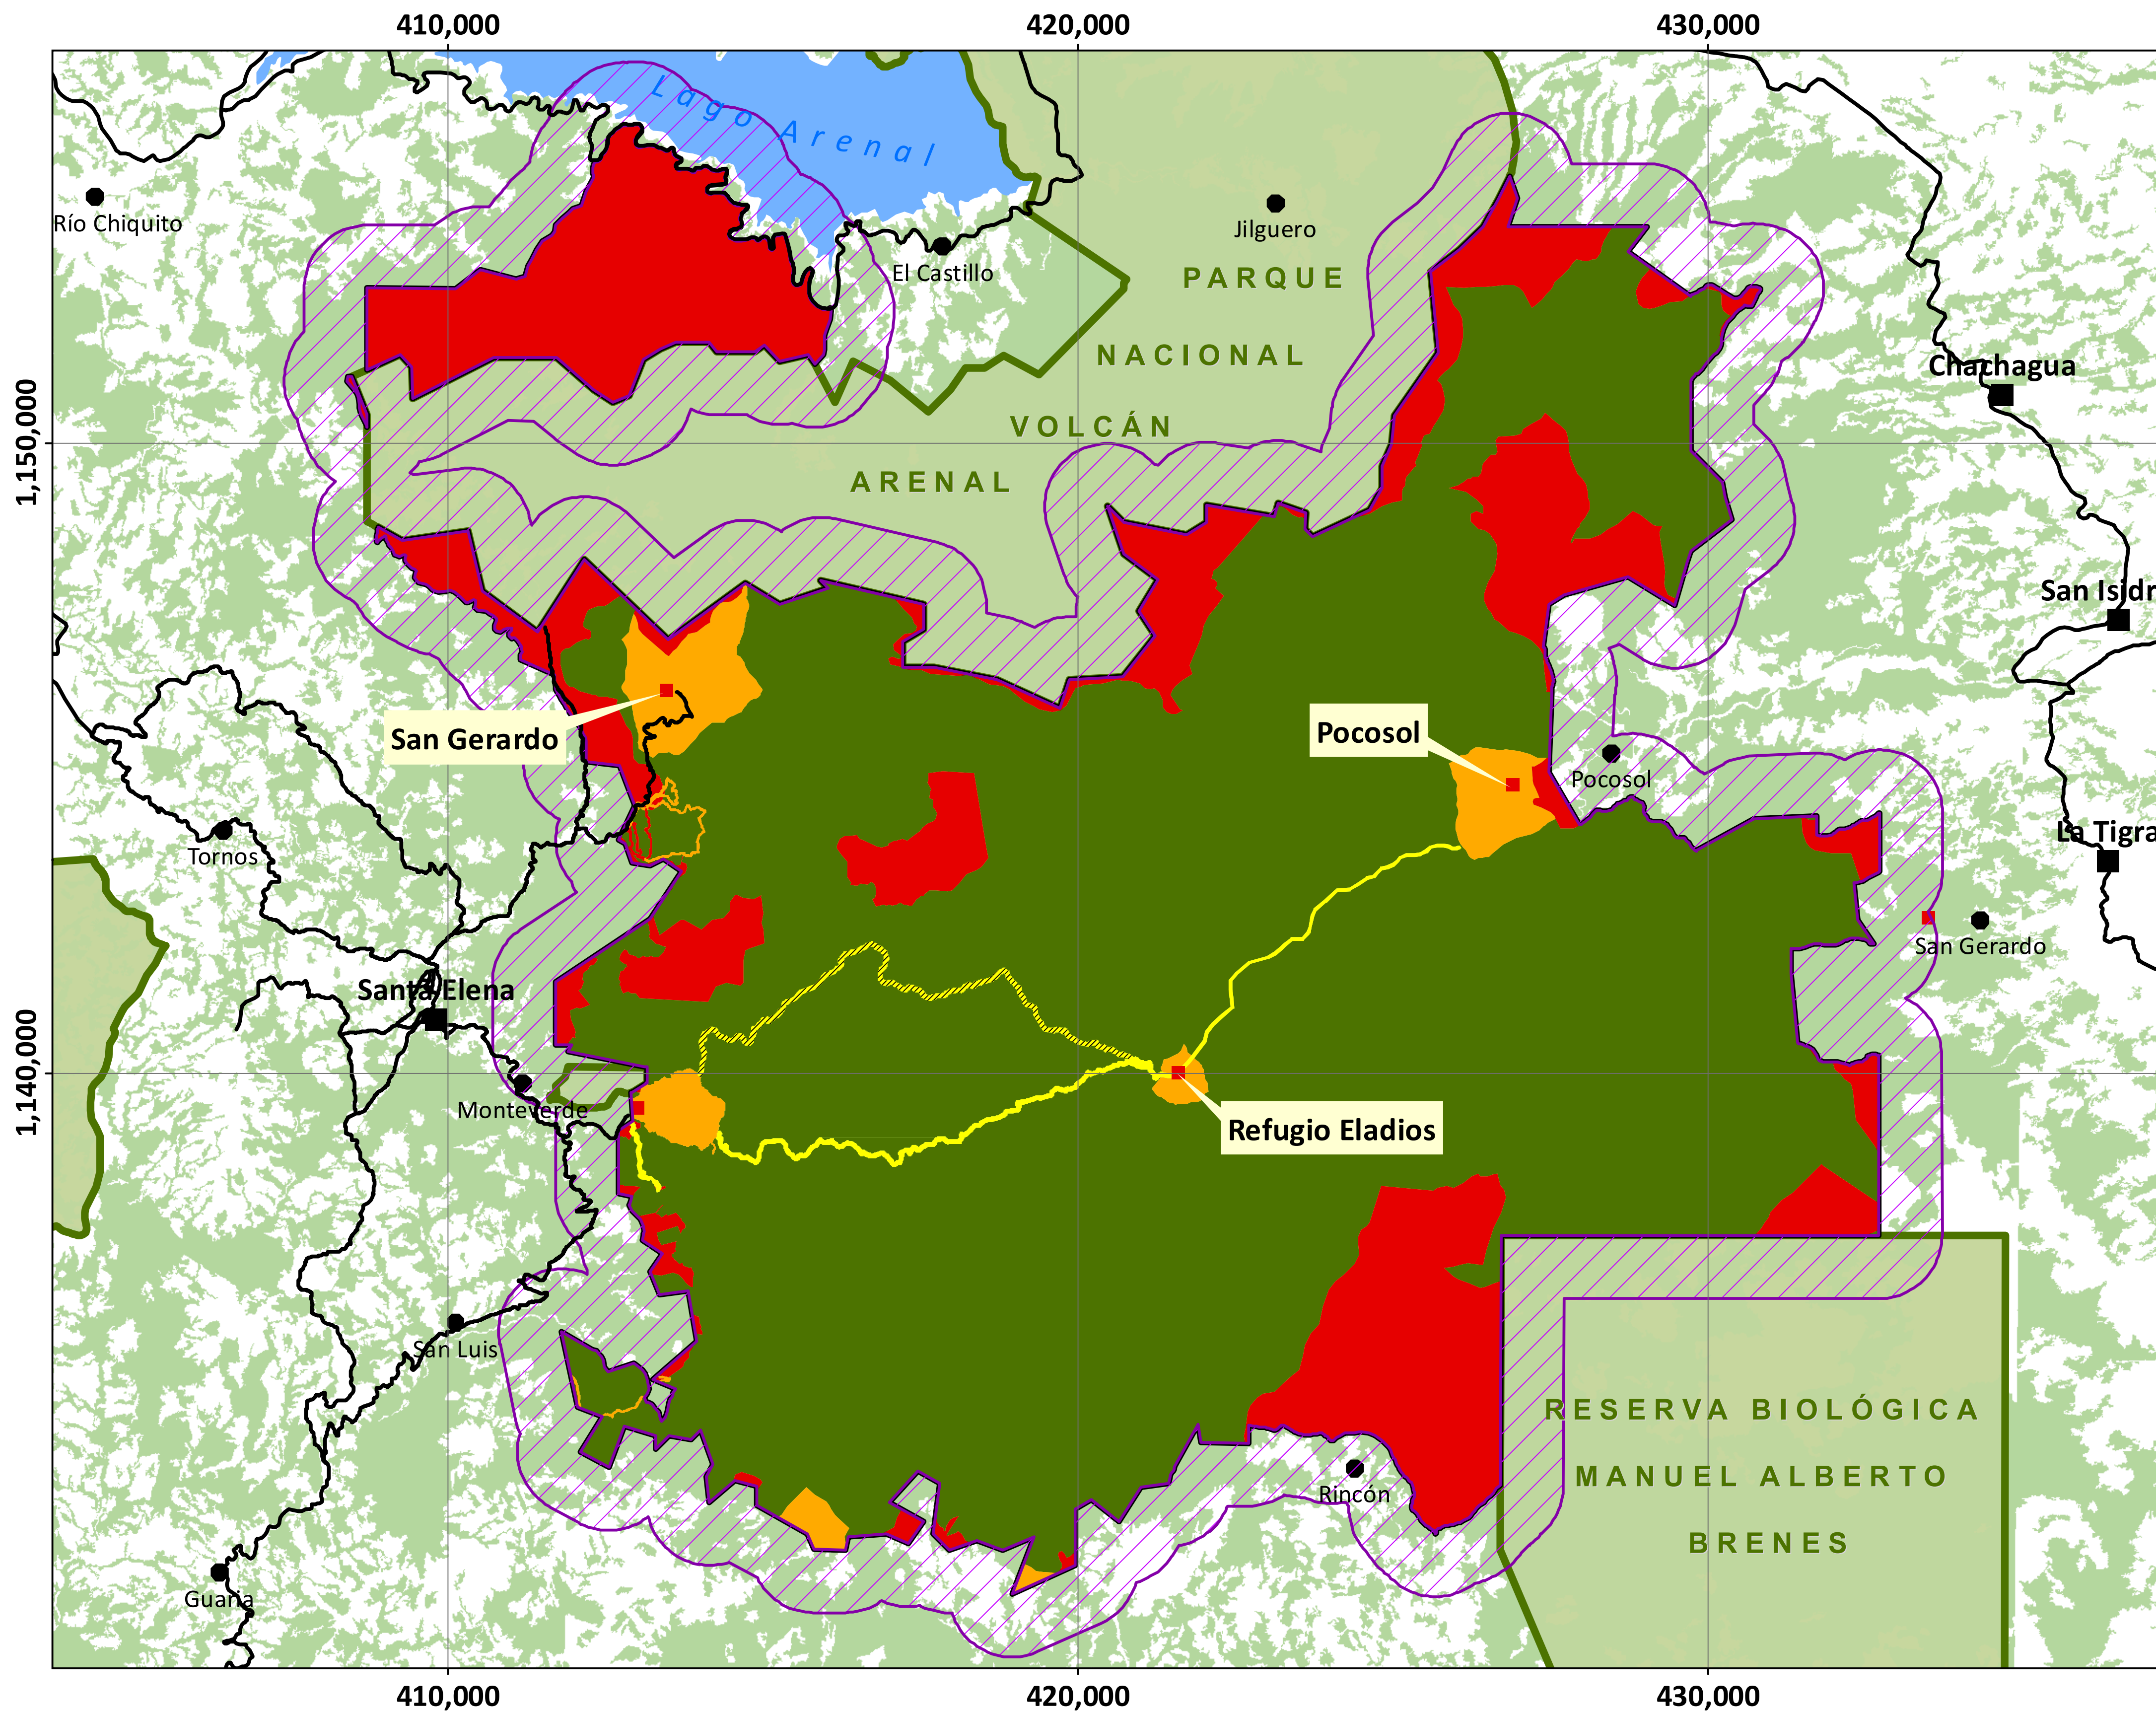 410,000
420,000
430,000
Lago Arenal
Río Chiquito
Jilguero
El Castillo
PARQUE
NACIONAL
VOLCÁN
ARENAL
Chachagua
1,150,000
San Isidr
San Gerardo
Pocosol
Pocosol
Tornos
La Tigra
San Gerardo
Santa Elena
1,140,000
Monteverde
Refugio Eladios
San Luis
RESERVA BIOLÓGICA
MANUEL ALBERTO
BRENES
Rincón
Guaria
410,000
420,000
430,000